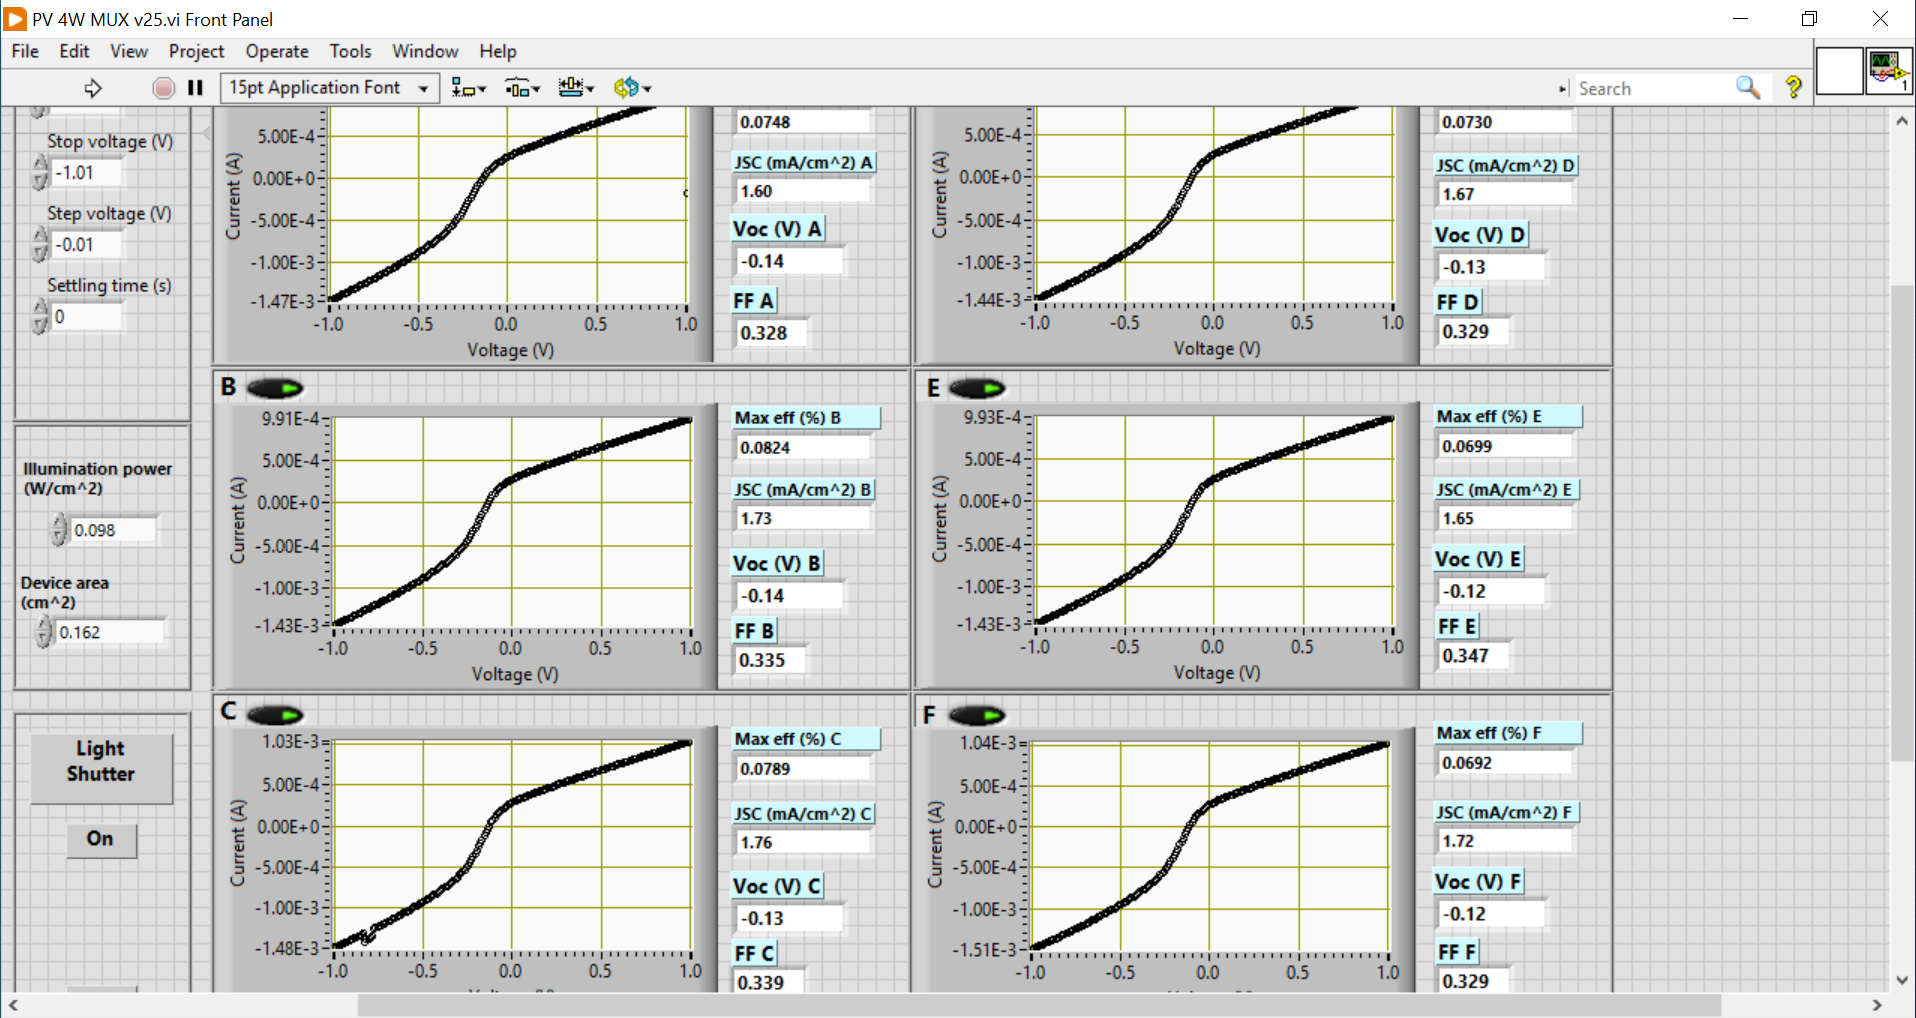 PV 4W MUX v25.vi Front Panel
File Edit View Project Operate Tools Window Help
15pt Application Font
Search
1
Stop voltage (V)
-1.01
Step voltage (V)
-0.01
Settling time (s)
0
Illumination power
(W/cm^2)
0.098
Device area
(cm^2)
0.162
Light
Shutter
On
Current (A)
5.00E-4
0.00E+0
-5.00E-4
-1.00E-3
-1.47E-3
-1.0 -0.5 0.0 0.5 1.0
Voltage (V)
0.0748
JSC (mA/cm^2) A
1.60
Voc (V) A
-0.14
FF A
0.328
Current (A)
5.00E-4
0.00E+0
-5.00E-4
-1.00E-3
-1.44E-3
-1.0 -0.5 0.0 0.5 1.0
Voltage (V)
0.0730
JSC (mA/cm^2) D
1.67
Voc (V) D
-0.13
FF D
0.329
B
Current (A)
9.91E-4
5.00E-4
0.00E+0
-5.00E-4
-1.00E-3
-1.43E-3
-1.0 -0.5 0.0 0.5 1.0
Voltage (V)
Max eff (%) B
0.0824
JSC (mA/cm^2) B
1.73
Voc (V) B
-0.14
FF B
0.335
E
Current (A)
9.93E-4
5.00E-4
0.00E+0
-5.00E-4
-1.00E-3
-1.43E-3
-1.0 -0.5 0.0 0.5 1.0
Voltage (V)
Max eff (%) E
0.0699
JSC (mA/cm^2) E
1.65
Voc (V) E
-0.12
FF E
0.347
C
Current (A)
1.03E-3
5.00E-4
0.00E+0
-5.00E-4
-1.00E-3
-1.48E-3
-1.0 -0.5 0.0 0.5 1.0
Max eff (%) C
0.0789
JSC (mA/cm^2) C
1.76
Voc (V) C
-0.13
FF C
0.339
F
Current (A)
1.04E-3
5.00E-4
0.00E+0
-5.00E-4
-1.00E-3
-1.51E-3
-1.0 -0.5 0.0 0.5 1.0
Max eff (%) F
0.0692
JSC (mA/cm^2) F
1.72
Voc (V) F
-0.12
FF F
0.329